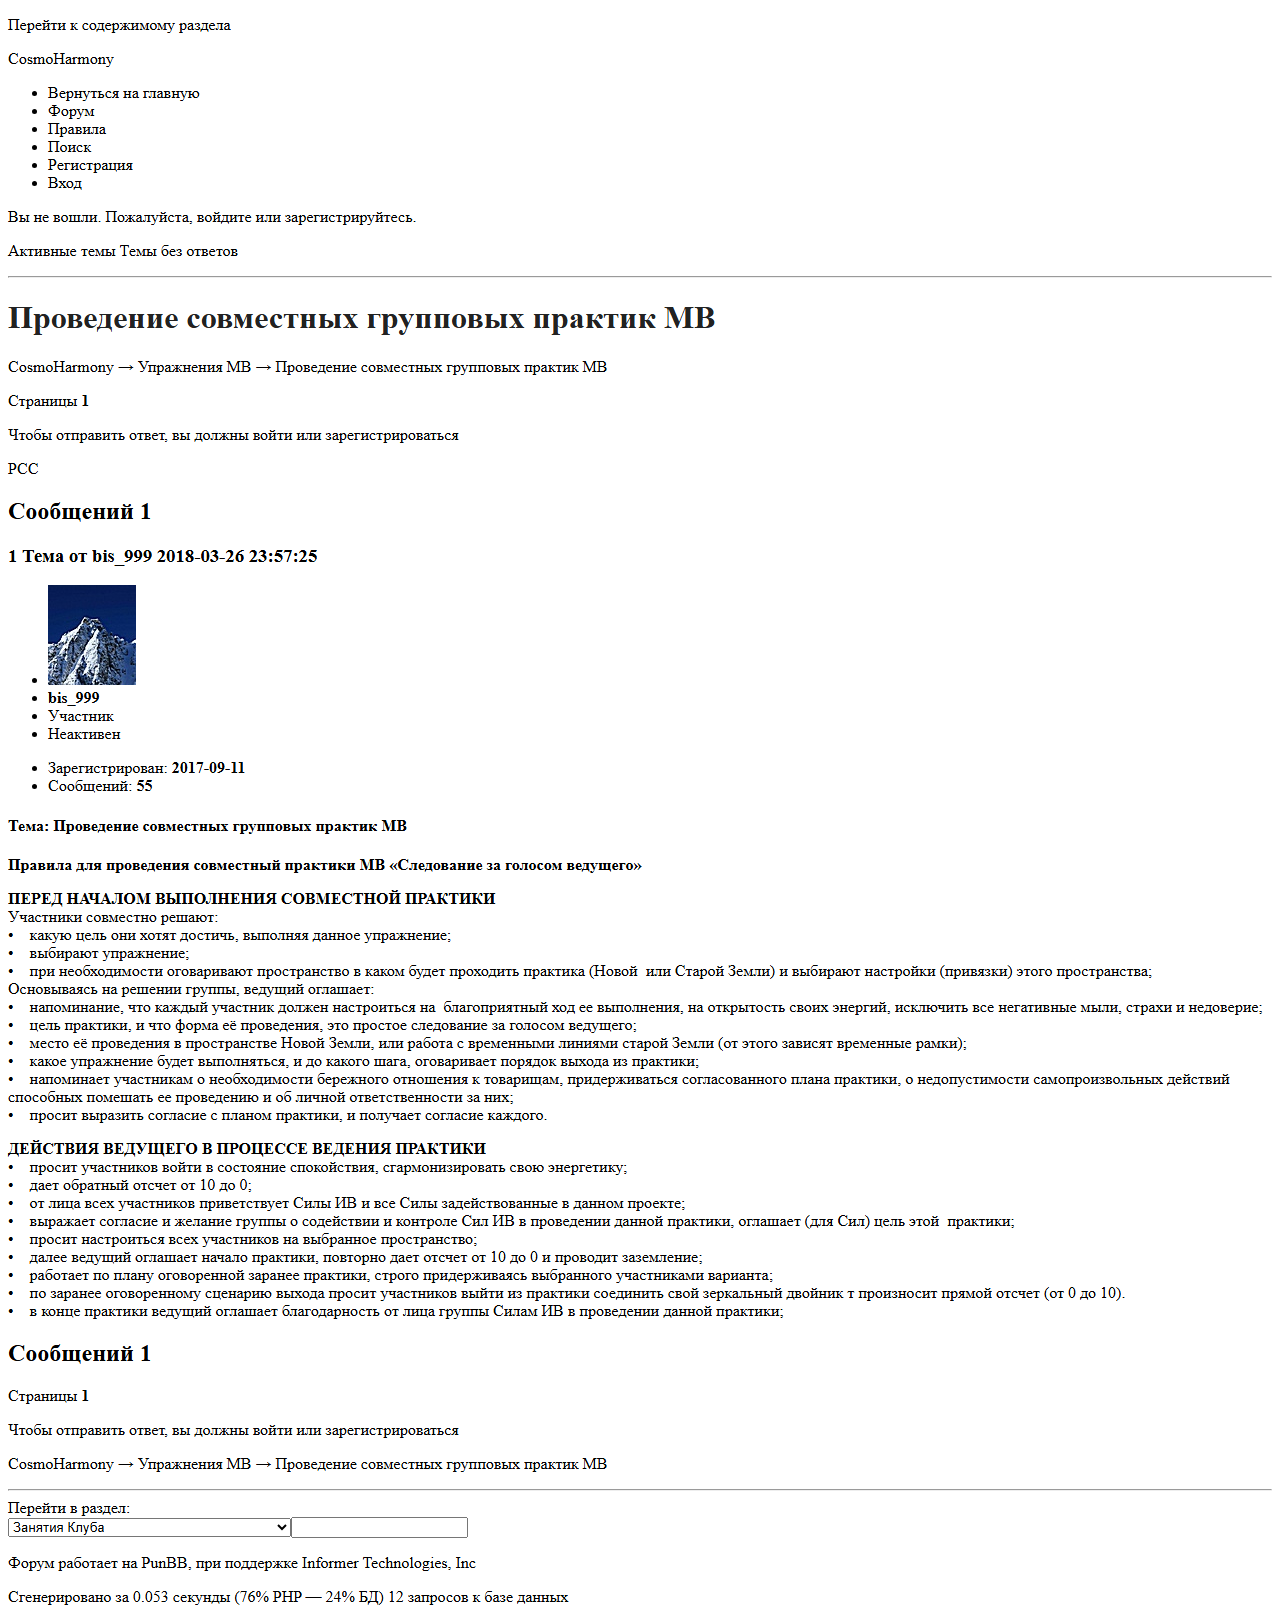 Перейти к содержимому раздела
CosmoHarmony
• Вернуться на главную
• Форум
• Правила
• Поиск
• Регистрация
• Вход
Вы не вошли. Пожалуйста, войдите или зарегистрируйтесь.
Активные темы Темы без ответов
Проведение совместных групповых практик МВ
CosmoHarmony → Упражнения МВ → Проведение совместных групповых практик МВ
Страницы 1
Чтобы отправить ответ, вы должны войти или зарегистрироваться
РСС
Сообщений 1
1 Тема от bis_999 2018-03-26 23:57:25
• bis_999
• Участник
• Неактивен
• Зарегистрирован: 2017-09-11
• Сообщений: 55
Тема: Проведение совместных групповых практик МВ
Правила для проведения совместный практики МВ «Следование за голосом ведущего»
ПЕРЕД НАЧАЛОМ ВЫПОЛНЕНИЯ СОВМЕСТНОЙ ПРАКТИКИ
Участники совместно решают:
• какую цель они хотят достичь, выполняя данное упражнение;
• выбирают упражнение;
• при необходимости оговаривают пространство в каком будет проходить практика (Новой или Старой Земли) и выбирают настройки (привязки) этого пространства;
Основываясь на решении группы, ведущий оглашает:
• напоминание, что каждый участник должен настроиться на благоприятный ход ее выполнения, на открытость своих энергий, исключить все негативные мыли, страхи и недоверие;
• цель практики, и что форма её проведения, это простое следование за голосом ведущего;
• место её проведения в пространстве Новой Земли, или работа с временными линиями старой Земли (от этого зависят временные рамки);
• какое упражнение будет выполняться, и до какого шага, оговаривает порядок выхода из практики;
• напоминает участникам о необходимости бережного отношения к товарищам, придерживаться согласованного плана практики, о недопустимости самопроизвольных действий
способных помешать ее проведению и об личной ответственности за них;
• просит выразить согласие с планом практики, и получает согласие каждого.
ДЕЙСТВИЯ ВЕДУЩЕГО В ПРОЦЕССЕ ВЕДЕНИЯ ПРАКТИКИ
• просит участников войти в состояние спокойствия, сгармонизировать свою энергетику;
• дает обратный отсчет от 10 до 0;
• от лица всех участников приветствует Силы ИВ и все Силы задействованные в данном проекте;
• выражает согласие и желание группы о содействии и контроле Сил ИВ в проведении данной практики, оглашает (для Сил) цель этой практики;
• просит настроиться всех участников на выбранное пространство;
• далее ведущий оглашает начало практики, повторно дает отсчет от 10 до 0 и проводит заземление;
• работает по плану оговоренной заранее практики, строго придерживаясь выбранного участниками варианта;
• по заранее оговоренному сценарию выхода просит участников выйти из практики соединить свой зеркальный двойник т произносит прямой отсчет (от 0 до 10).
• в конце практики ведущий оглашает благодарность от лица группы Силам ИВ в проведении данной практики;
Сообщений 1
Страницы 1
Чтобы отправить ответ, вы должны войти или зарегистрироваться
CosmoHarmony → Упражнения МВ → Проведение совместных групповых практик МВ
Перейти в раздел:
Занятия Клуба
Форум работает на PunBB, при поддержке Informer Technologies, Inc
Сгенерировано за 0.053 секунды (76% PHP — 24% БД) 12 запросов к базе данных